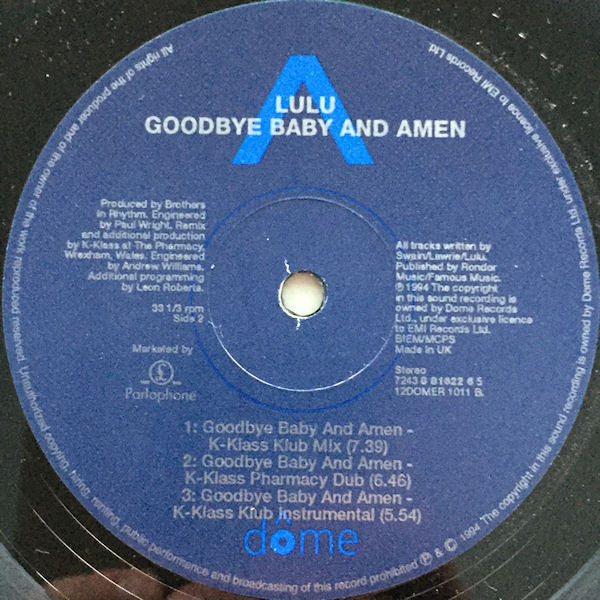 A
LULU
GOODBYE BABY AND AMEN
Produced by Brothers
in Rhythm. Engineered
by Paul Wright. Remix
and additional production
by K-Klass at The Pharmacy,
Wrexham, Wales. Engineered
by Andrew Williams.
Additional programming
by Leon Roberts.
33 1/3 rpm
Side 2
Marketed by
Parlophone
All tracks written by
Swain/Lawrie/Lulu.
Published by Rondor
Music/Famous Music.
℗ 1994 The copyright
in this sound recording is
owned by Dome Records
Ltd., under exclusive licence
to EMI Records Ltd.
BIEM/MCPS
Made in UK
Stereo
7243 8 81622 6 5
12DOMER 1011 B.
1: Goodbye Baby And Amen -
K-Klass Klub Mix (7.39)
2: Goodbye Baby And Amen -
K-Klass Pharmacy Dub (6.46)
3: Goodbye Baby And Amen -
K-Klass Klub Instrumental (5.54)
dôme
All rights of the producer and of the owner of the work reproduced reserved. Unauthorized copying, hiring, renting, public performance and broadcasting of this record prohibited ℗ & © 1994 The copyright in this sound recording is owned by Dome Records Ltd under exclusive licence to EMI Records Ltd